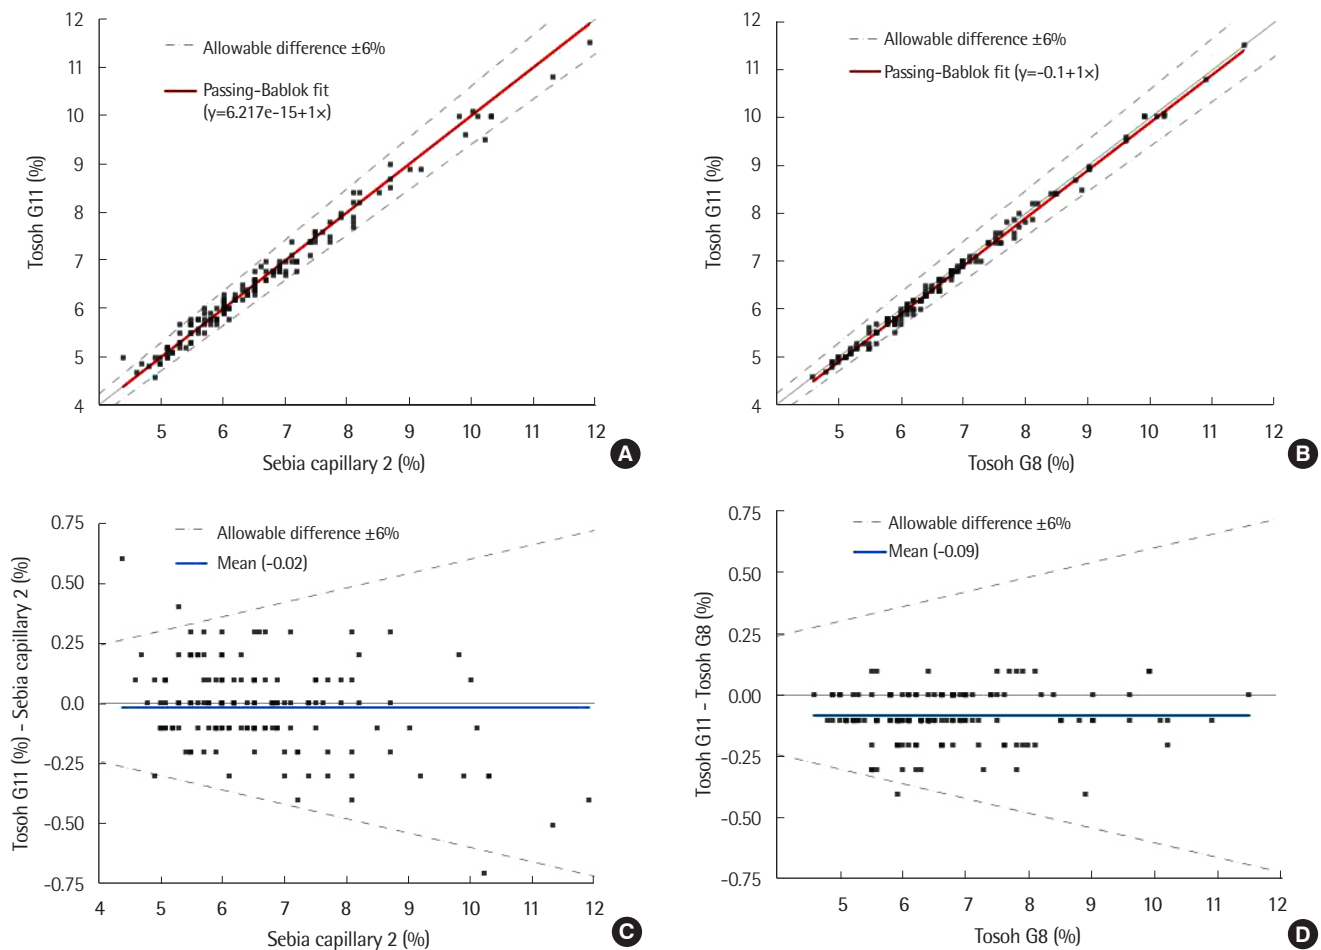 12
11
10
9
8
7
6
5
4
Tosoh G11 (%)
Allowable difference ±6%
Passing-Bablok fit
(y=6.217e-15+1×)
5 6 7 8 9 10 11 12
Sebia capillary 2 (%)
A
12
11
10
9
8
7
6
5
4
Tosoh G11 (%)
Allowable difference ±6%
Passing-Bablok fit (y=-0.1+1×)
5 6 7 8 9 10 11 12
Tosoh G8 (%)
B
0.75
0.50
0.25
0.0
-0.25
-0.50
-0.75
Tosoh G11 (%) - Sebia capillary 2 (%)
Allowable difference ±6%
Mean (-0.02)
4 5 6 7 8 9 10 11 12
Sebia capillary 2 (%)
C
0.75
0.50
0.25
0.00
-0.25
-0.50
-0.75
Tosoh G11 - Tosoh G8 (%)
Allowable difference ±6%
Mean (-0.09)
5 6 7 8 9 10 11 12
Tosoh G8 (%)
D